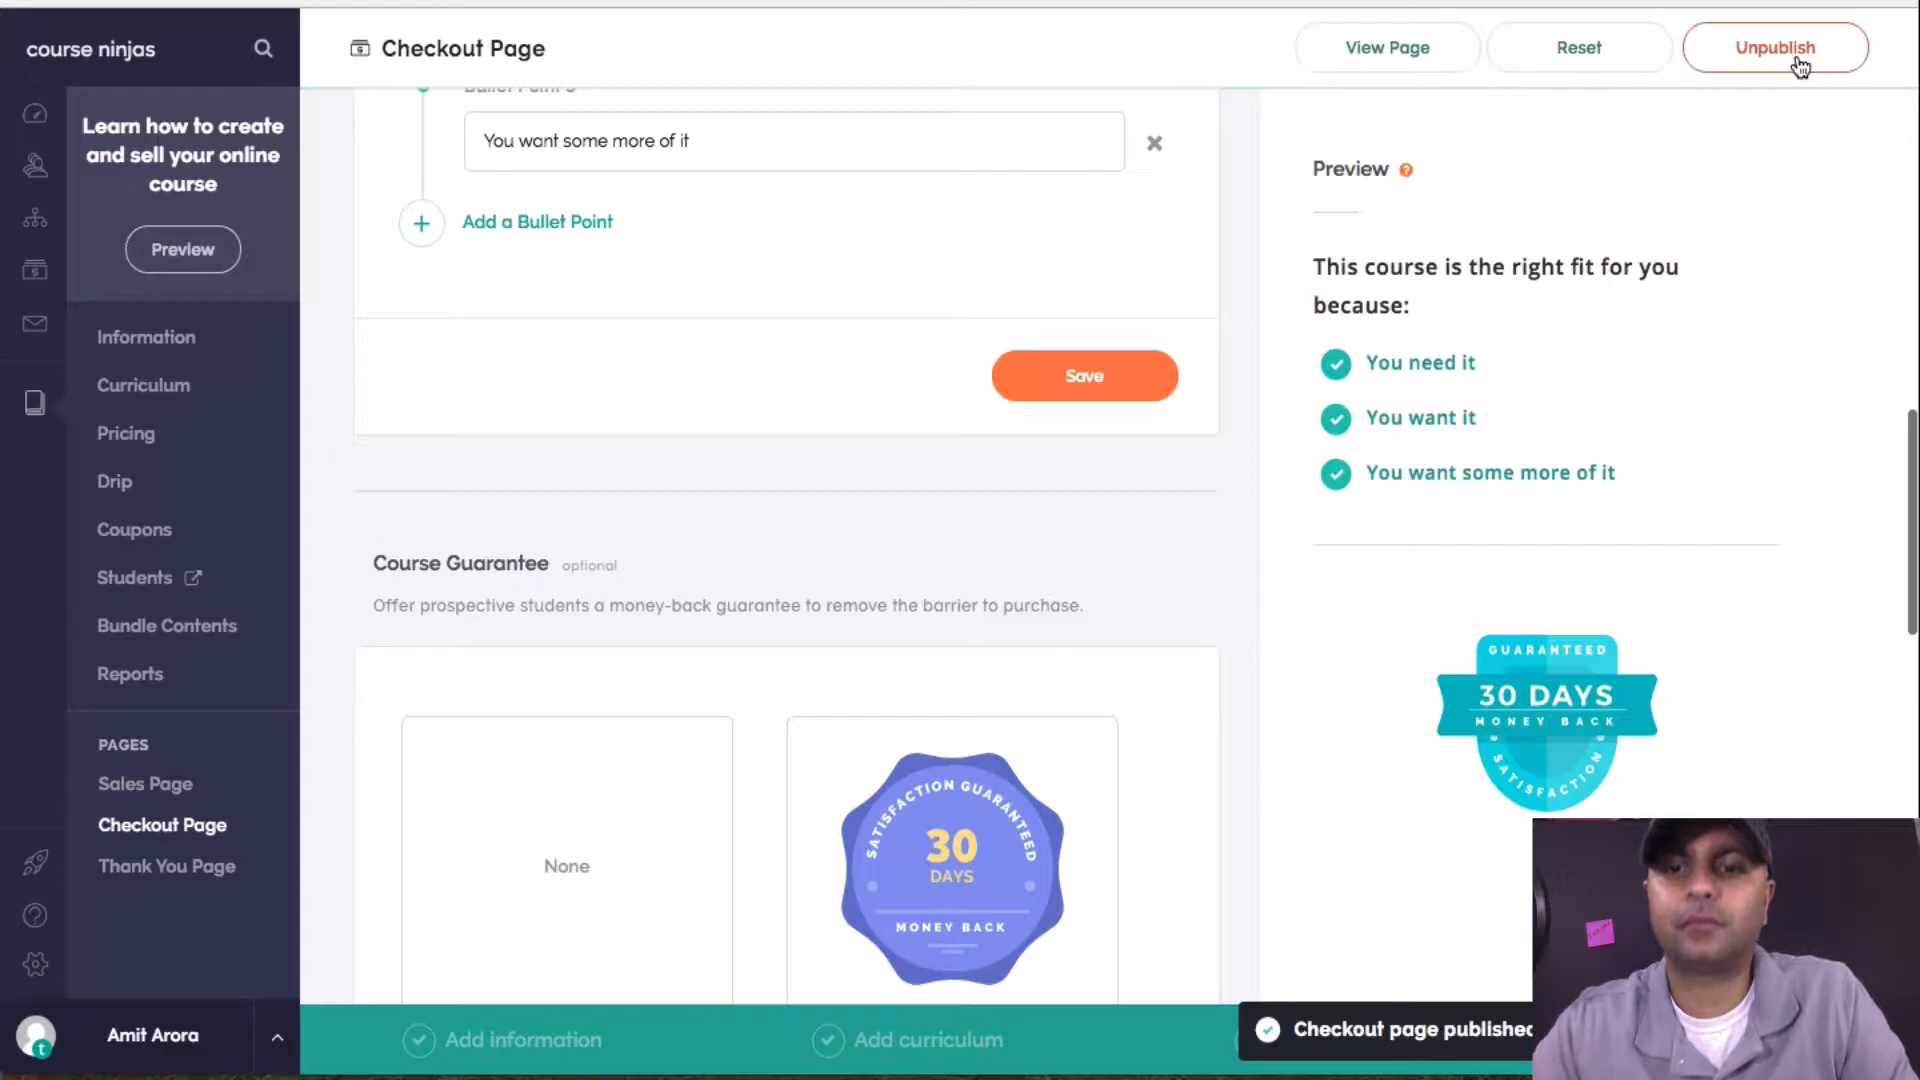 course ninjas
Checkout Page
View Page
Reset
Unpublish
Learn how to create
and sell your online
course
Preview
Information
Curriculum
Pricing
Drip
Coupons
Students
Bundle Contents
Reports
PAGES
Sales Page
Checkout Page
Thank You Page
Amit Arora
You want some more of it
Add a Bullet Point
Save
Course Guarantee optional
Offer prospective students a money-back guarantee to remove the barrier to purchase.
None
SATISFACTION GUARANTEED
30
DAYS
MONEY BACK
Preview
This course is the right fit for you
because:
You need it
You want it
You want some more of it
GUARANTEED
30 DAYS
MONEY BACK
SATISFACTION
Add information
Add curriculum
Checkout page published